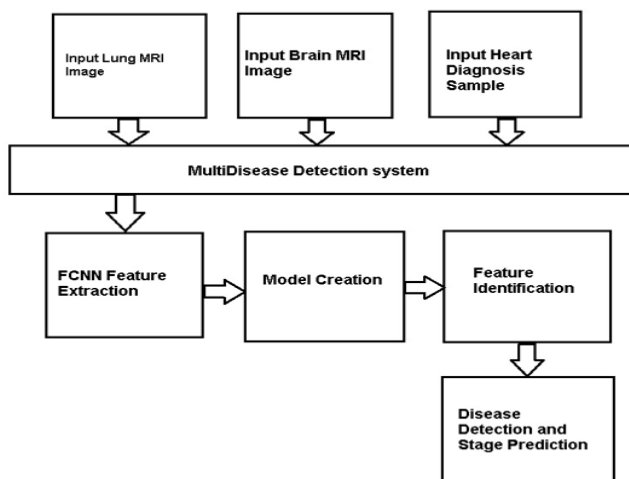 Input Lung MRI
Image
Input Brain MRI
Image
Input Heart
Diagnosis
Sample
MultiDisease Detection system
FCNN Feature
Extraction
Model Creation
Feature
Identification
Disease
Detection and
Stage Prediction